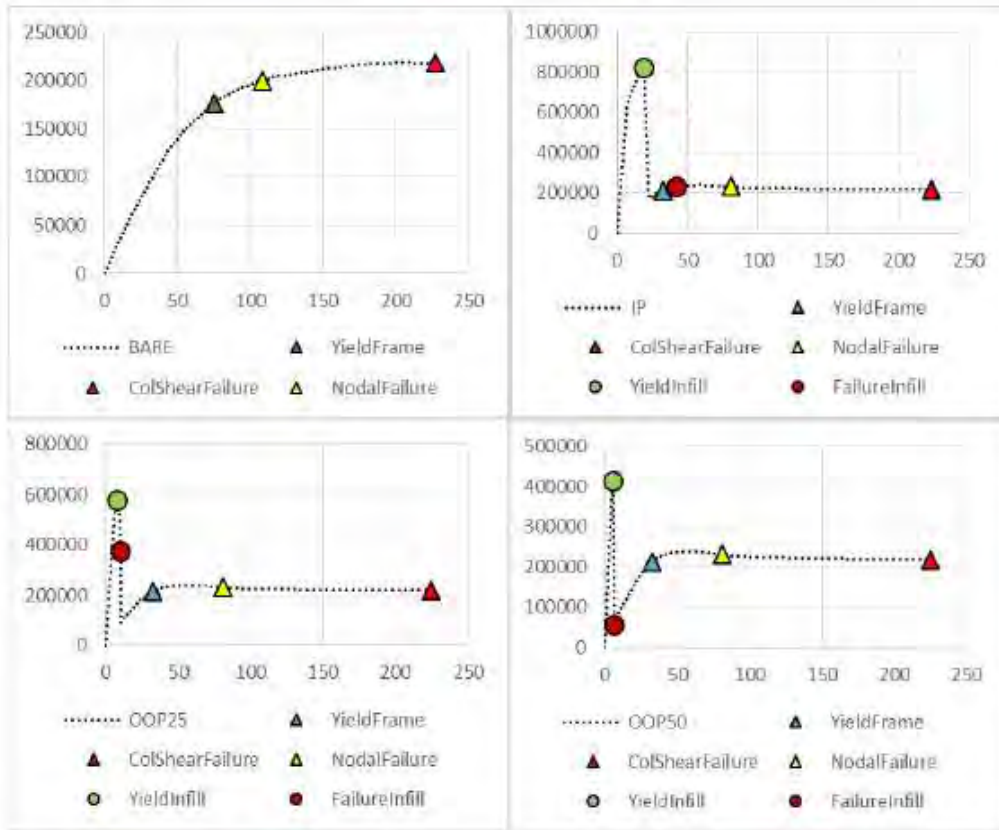 250000
200000
150000
100000
50000
0
0 50 100 150 200 250
BARE YieldFrame
ColShearFailure NodalFailure
1000000
800000
600000
400000
200000
0
0 50 100 150 200 250
IP YieldFrame
ColShearFailure NodalFailure
YieldInfill FailureInfill
800000
600000
400000
200000
0
0 50 100 150 200 250
OOP25 YieldFrame
ColShearFailure NodalFailure
YieldInfill FailureInfill
500000
400000
300000
200000
100000
0
0 50 100 150 200 250
OOP50 YieldFrame
ColShearFailure NodalFailure
YieldInfill FailureInfill